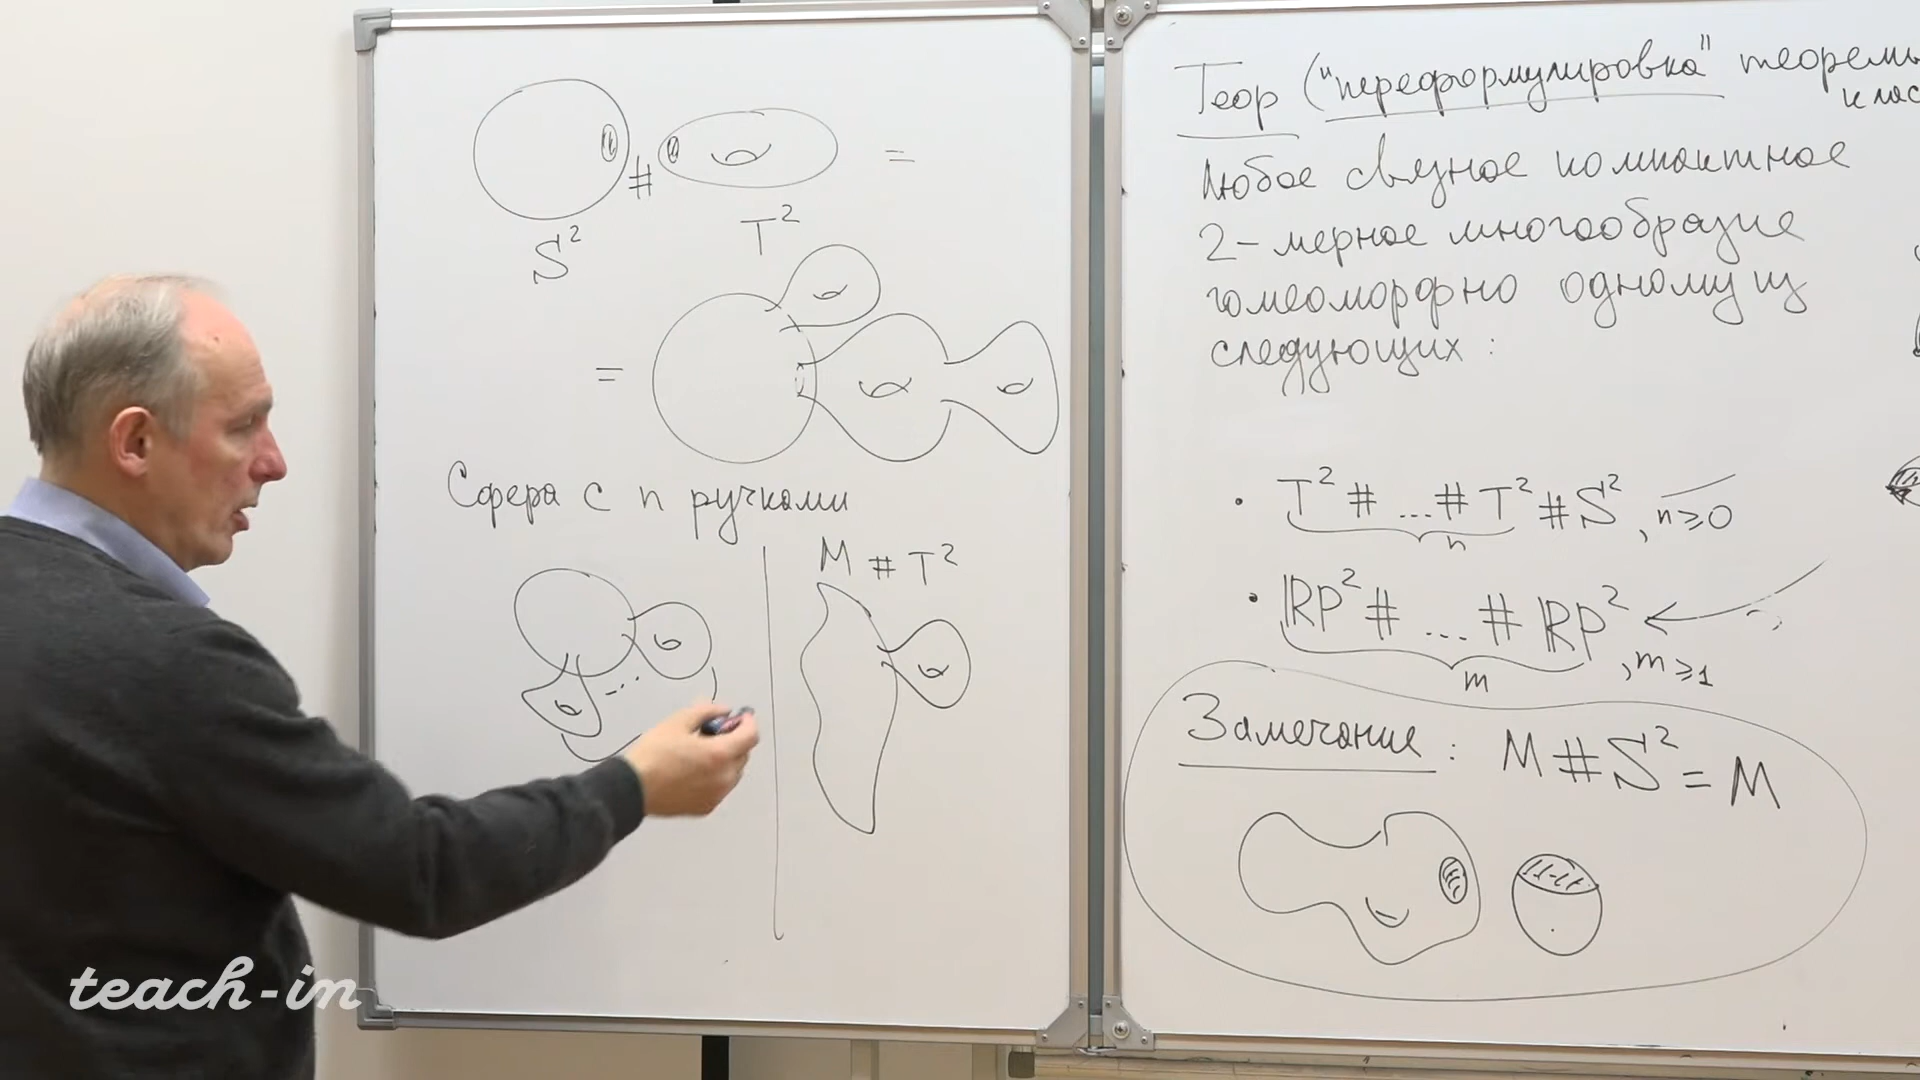 S² # T² =
=
Сфера с n ручками
M # T²
Теор ("переформулировка" теоремы
клас
Любое связное компактное
2-мерное многообразие
гомеоморфно одному из
следующих:
• T² # ... # T² # S², n ⩾ 0
n
• RP² # ... # RP², m ⩾ 1
m
Замечание: M # S² = M
teach-in